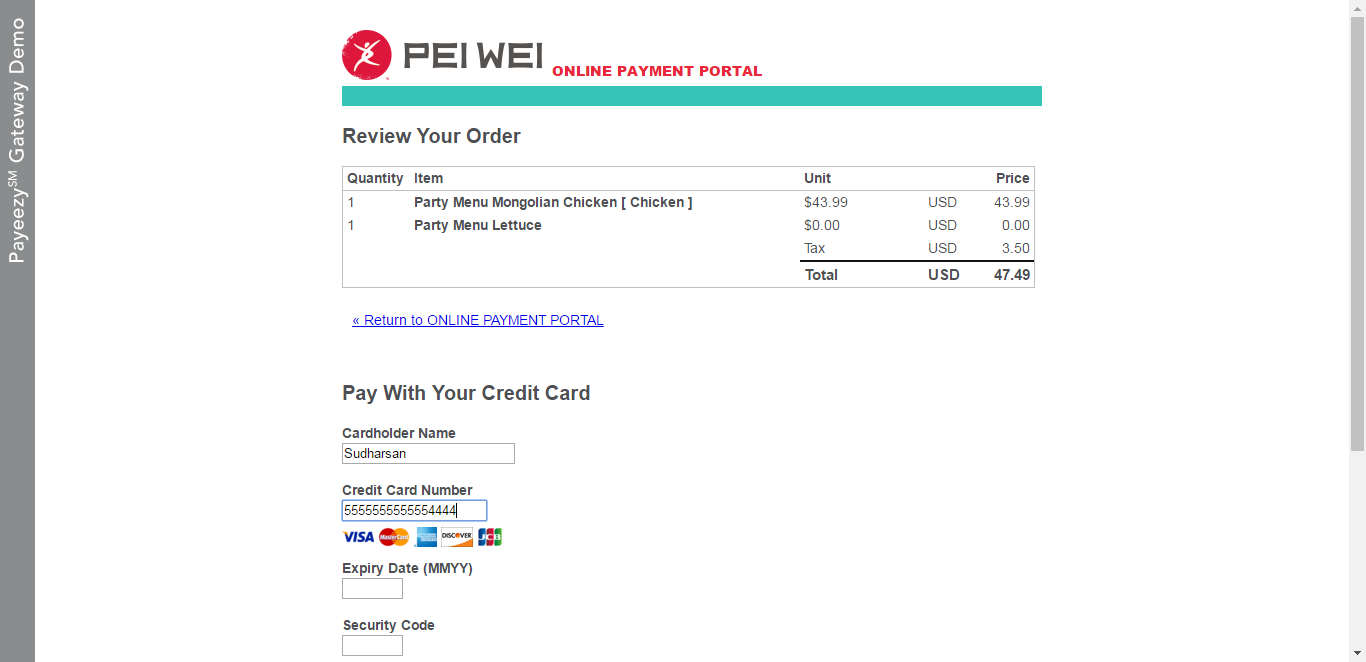 Payeezy℠ Gateway Demo
PEI WEI ONLINE PAYMENT PORTAL
Review Your Order
Quantity Item Unit Price
1 Party Menu Mongolian Chicken [ Chicken ] $43.99 USD 43.99
1 Party Menu Lettuce $0.00 USD 0.00
Tax USD 3.50
Total USD 47.49
« Return to ONLINE PAYMENT PORTAL
Pay With Your Credit Card
Cardholder Name
Sudharsan
Credit Card Number
5555555555554444
VISA MasterCard DISCOVER JCB
Expiry Date (MMYY)
Security Code